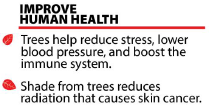 IMPROVE
HUMAN HEALTH
Trees help reduce stress, lower
blood pressure, and boost the
immune system.
Shade from trees reduces
radiation that causes skin cancer.